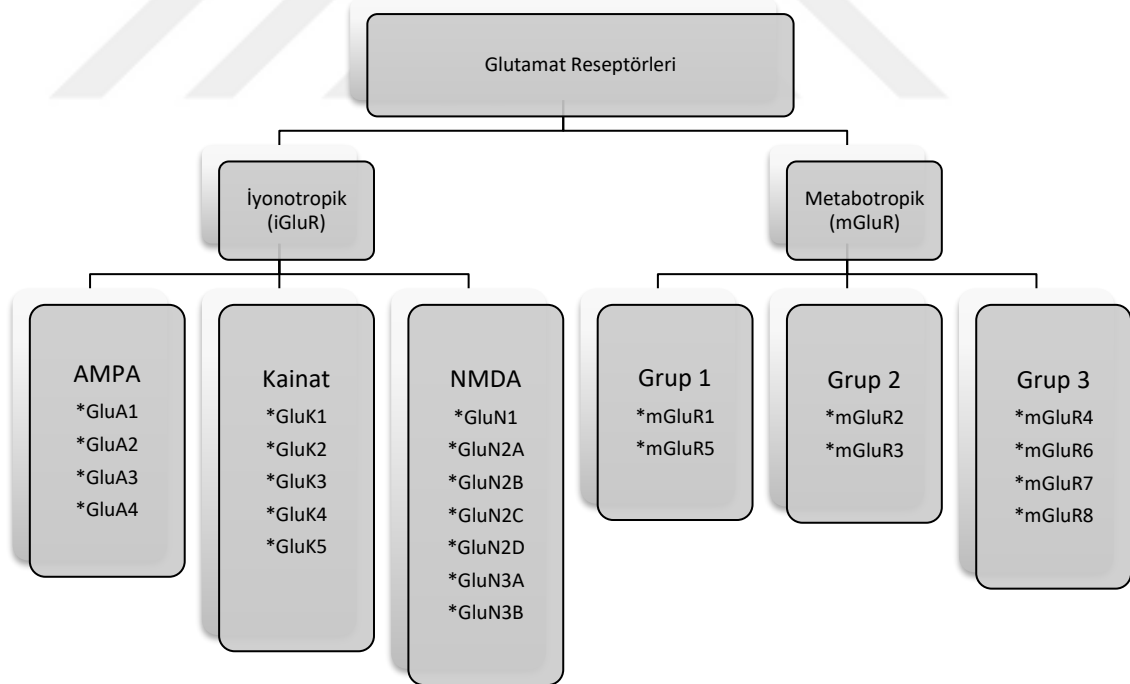 Glutamat Reseptörleri
İyonotropik
(iGluR)
Metabotropik
(mGluR)
AMPA
*GluA1
*GluA2
*GluA3
*GluA4
Kainat
*GluK1
*GluK2
*GluK3
*GluK4
*GluK5
NMDA
*GluN1
*GluN2A
*GluN2B
*GluN2C
*GluN2D
*GluN3A
*GluN3B
Grup 1
*mGluR1
*mGluR5
Grup 2
*mGluR2
*mGluR3
Grup 3
*mGluR4
*mGluR6
*mGluR7
*mGluR8